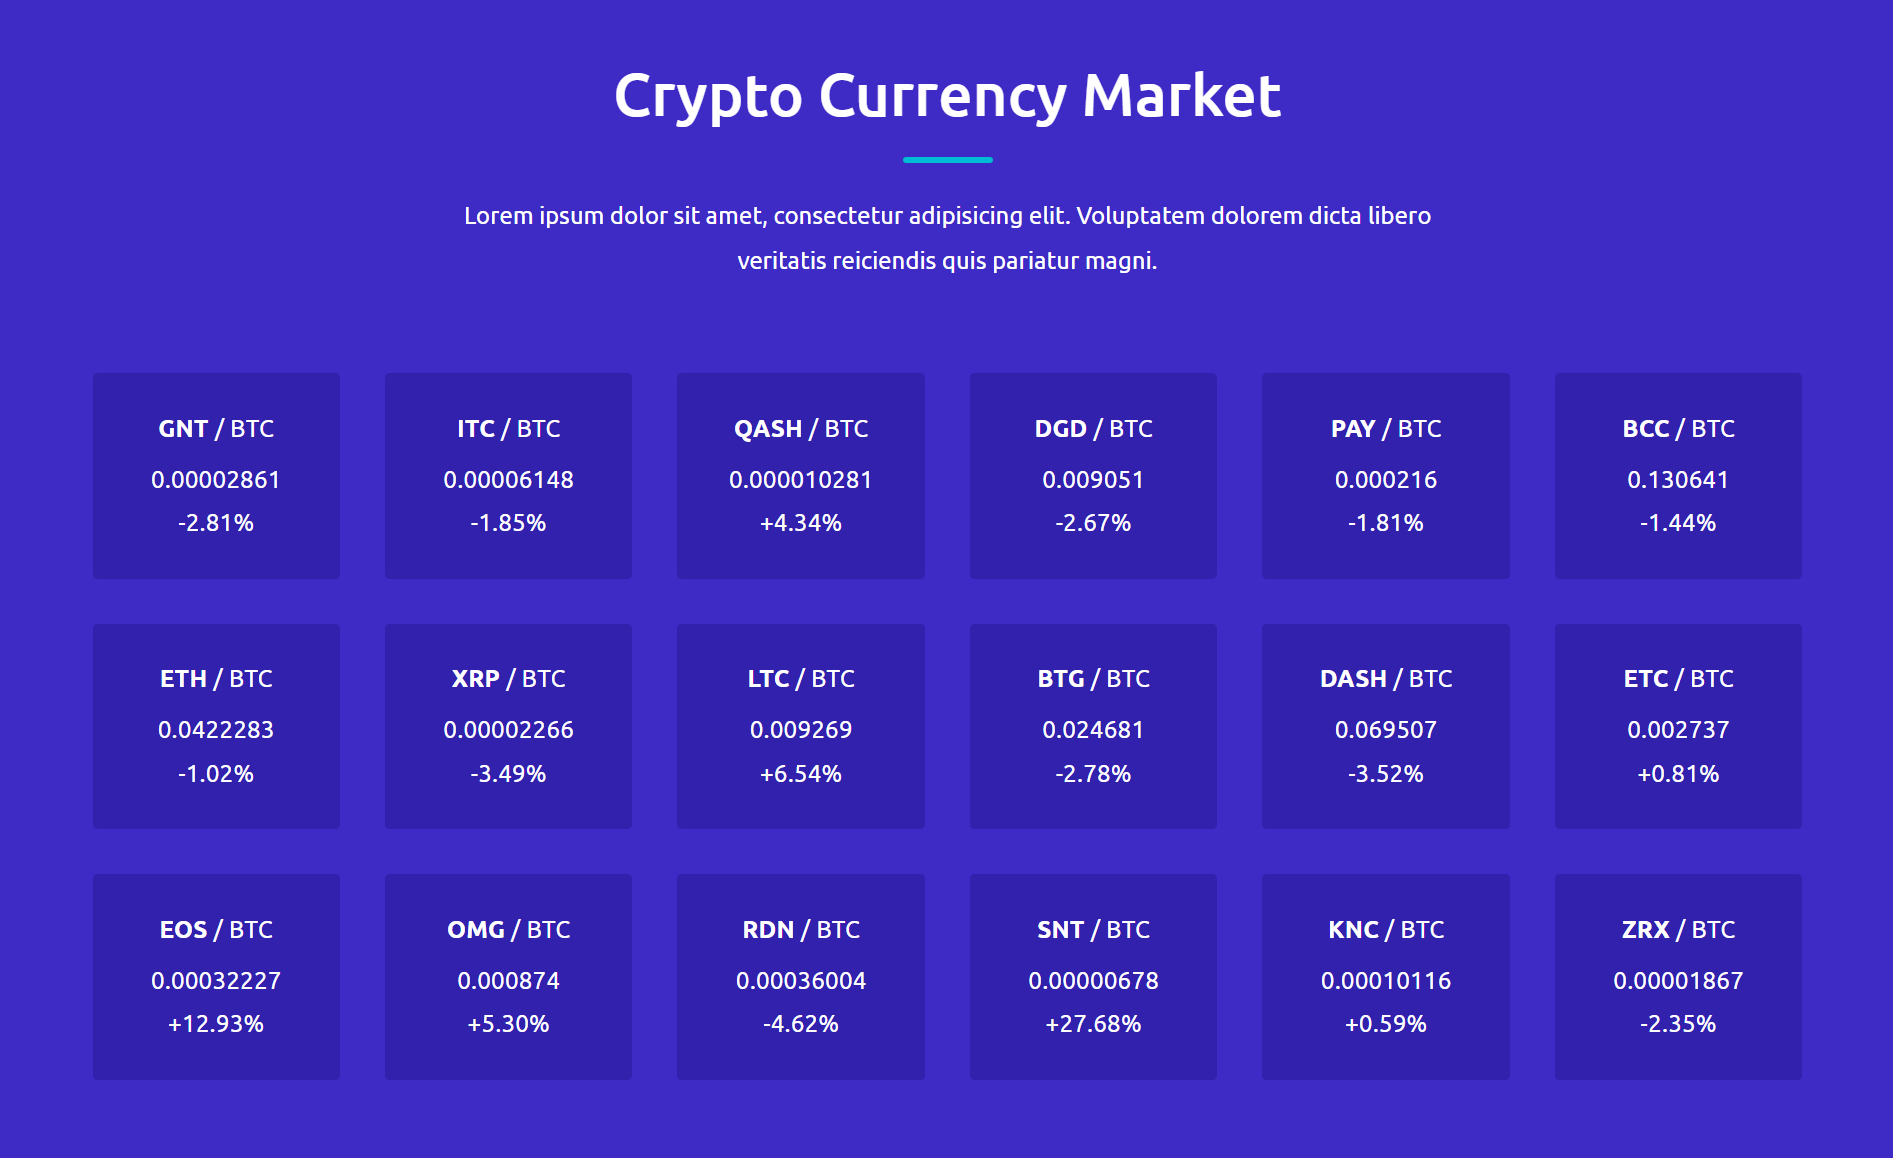 Crypto Currency Market
Lorem ipsum dolor sit amet, consectetur adipisicing elit. Voluptatem dolorem dicta libero
veritatis reiciendis quis pariatur magni.
GNT / BTC
0.00002861
-2.81%
ITC / BTC
0.00006148
-1.85%
QASH / BTC
0.000010281
+4.34%
DGD / BTC
0.009051
-2.67%
PAY / BTC
0.000216
-1.81%
BCC / BTC
0.130641
-1.44%
ETH / BTC
0.0422283
-1.02%
XRP / BTC
0.00002266
-3.49%
LTC / BTC
0.009269
+6.54%
BTG / BTC
0.024681
-2.78%
DASH / BTC
0.069507
-3.52%
ETC / BTC
0.002737
+0.81%
EOS / BTC
0.00032227
+12.93%
OMG / BTC
0.000874
+5.30%
RDN / BTC
0.00036004
-4.62%
SNT / BTC
0.00000678
+27.68%
KNC / BTC
0.00010116
+0.59%
ZRX / BTC
0.00001867
-2.35%